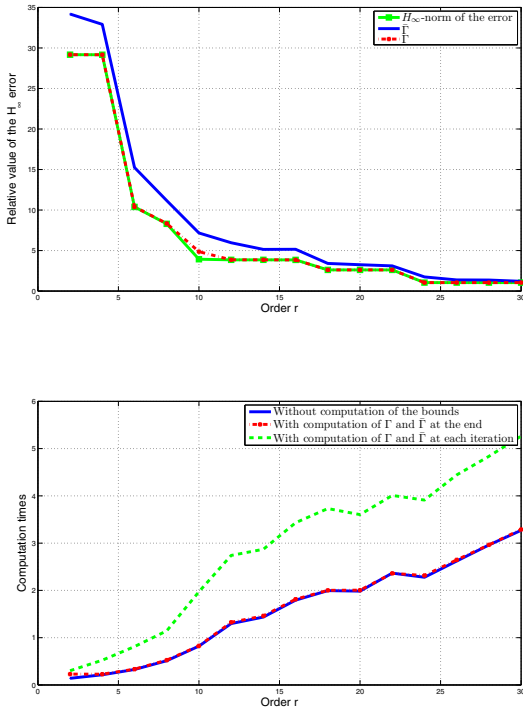 35
30
25
20
15
10
5
0
Relative value of the H∞ error
H∞-norm of the error
Γ̄
Γ
0 5 10 15 20 25 30
Order r
6
5
4
3
2
1
0
Computation times
Without computation of the bounds
With computation of Γ and Γ̄ at the end
With computation of Γ and Γ̄ at each iteration
0 5 10 15 20 25 30
Order r